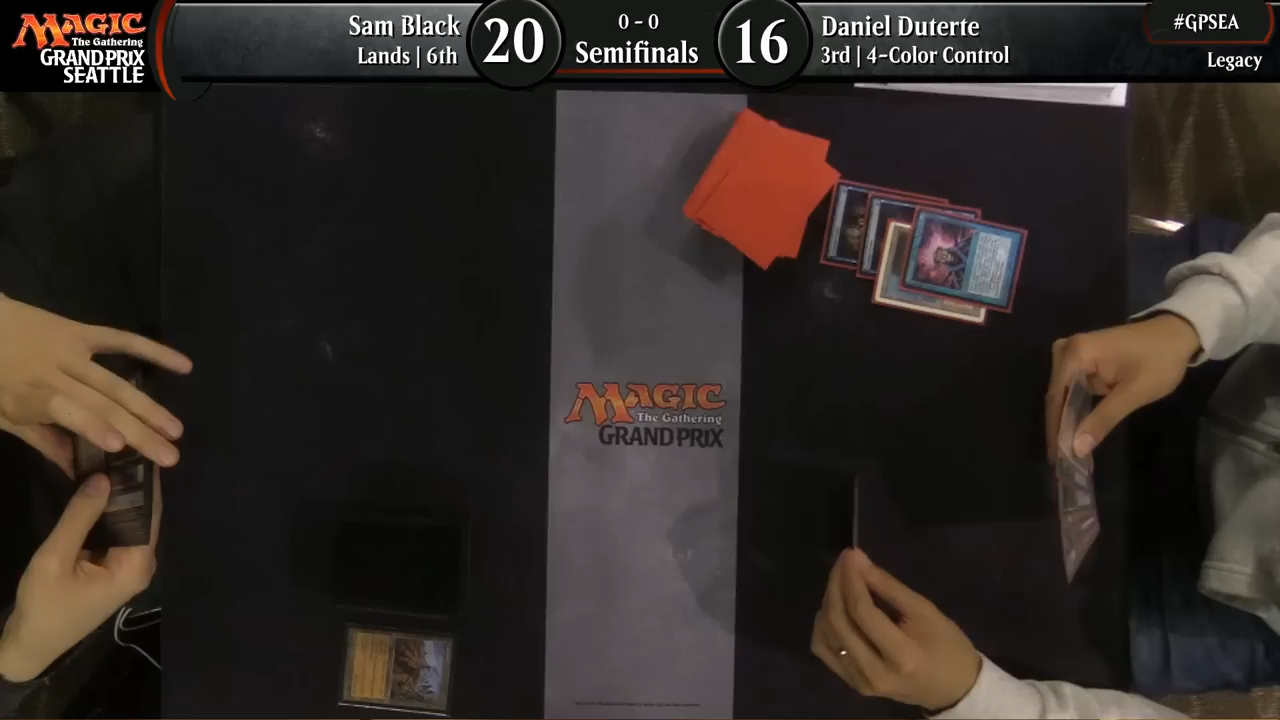 MAGIC
The Gathering
GRAND PRIX
SEATTLE
Sam Black
Lands | 6th
20
0 - 0
Semifinals
16
Daniel Duterte
3rd | 4-Color Control
#GPSEA
Legacy
MAGIC
The Gathering
GRAND PRIX